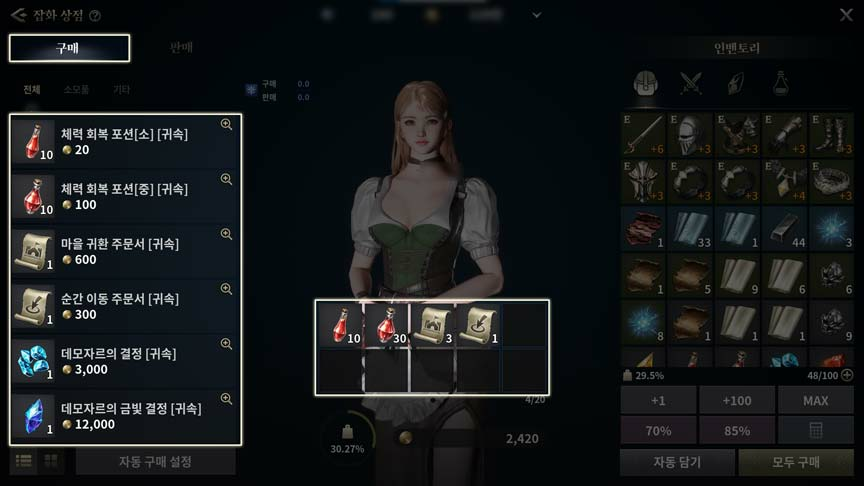 잡화 상점
구매
판매
전체
소모품
기타
구매 0.0
판매 0.0
10
체력 회복 포션[소] [귀속]
20
10
체력 회복 포션[중] [귀속]
100
1
마을 귀환 주문서 [귀속]
600
1
순간 이동 주문서 [귀속]
300
1
데모자르의 결정 [귀속]
3,000
1
데모자르의 금빛 결정 [귀속]
12,000
자동 구매 설정
10 30 3 1
4/20
30.27%
2,420
인벤토리
E E E E E
+6 +3 +3 +3 +3
E E E E E
+3 +3 +3 +4 +3
1 33 1 44 3
1 5 9 6 6
8 1 1 1 9
29.5%
48/100
+1 +100 MAX
70% 85%
자동 담기
모두 구매